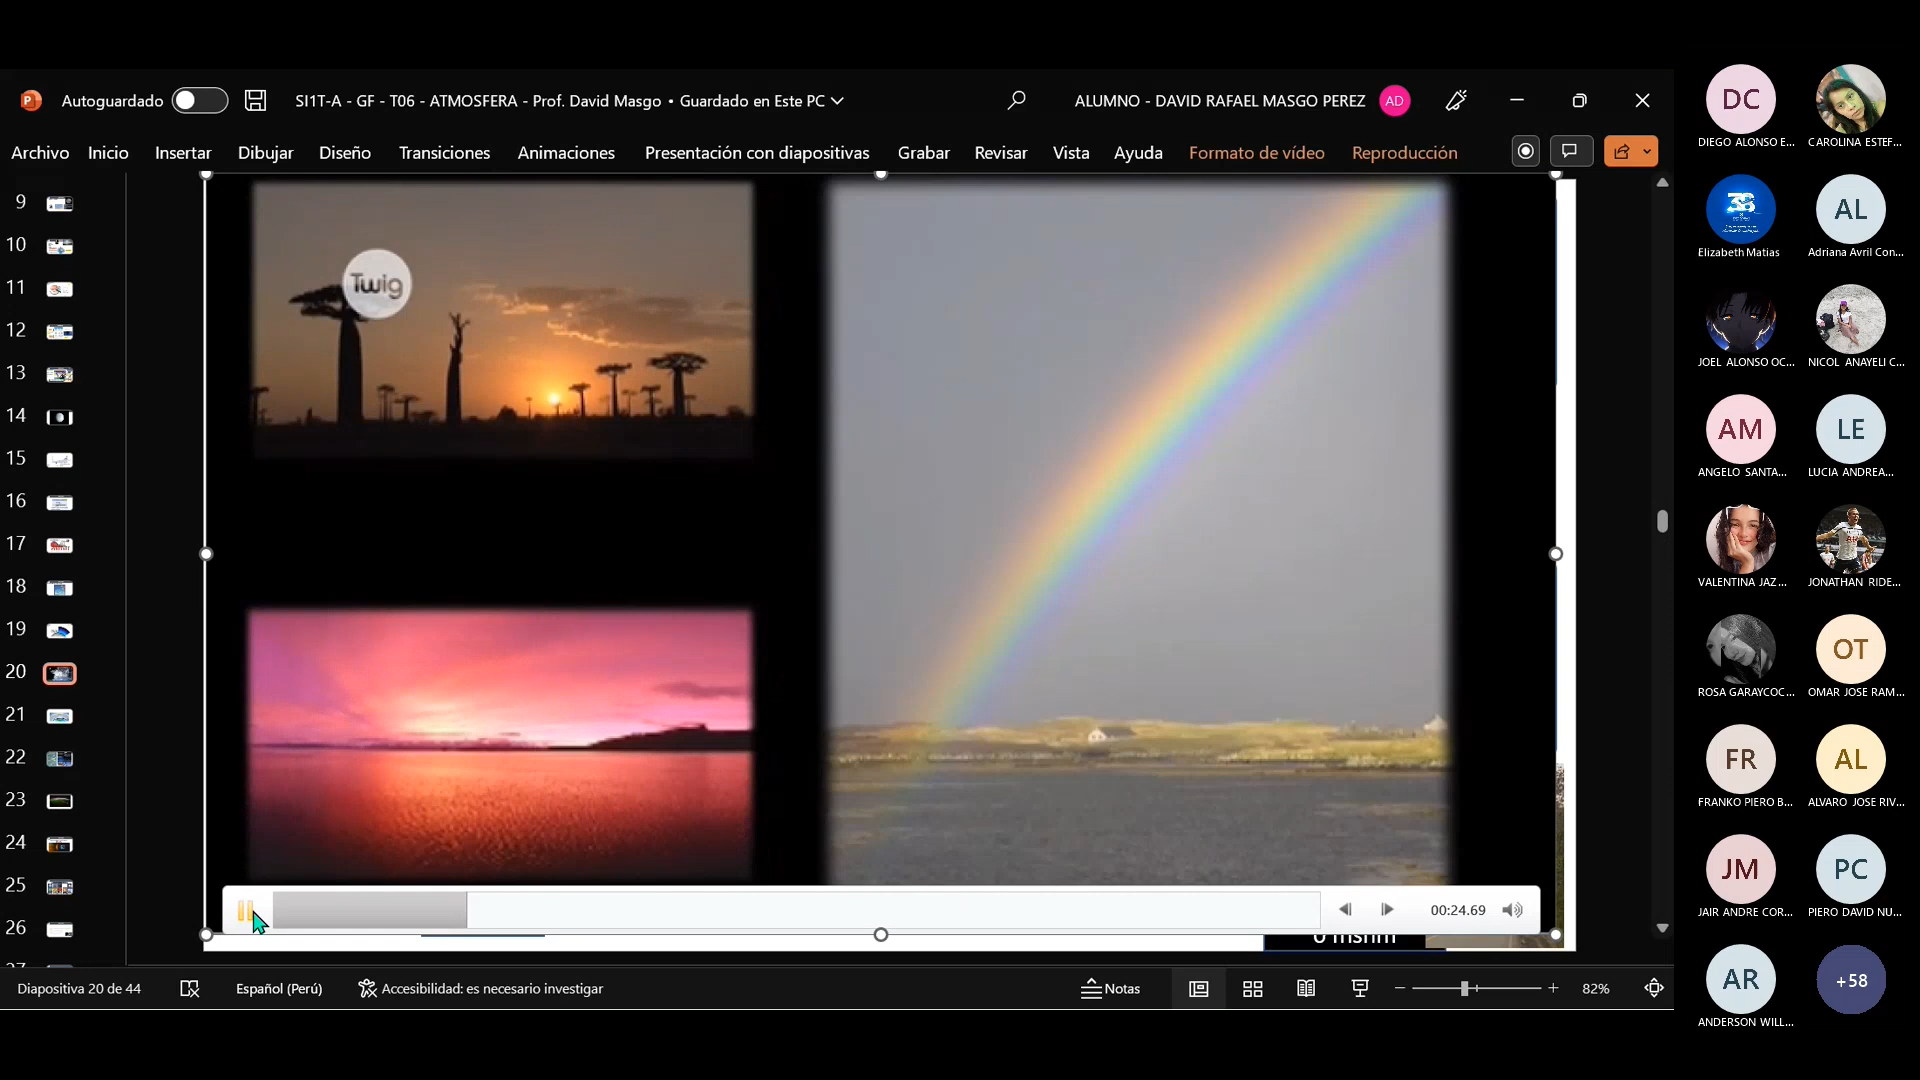 Autoguardado
SI1T-A - GF - T06 - ATMOSFERA - Prof. David Masgo • Guardado en Este PC
ALUMNO - DAVID RAFAEL MASGO PEREZ
AD
Archivo Inicio Insertar Dibujar Diseño Transiciones Animaciones Presentación con diapositivas Grabar Revisar Vista Ayuda Formato de vídeo Reproducción
9
10
11
12
13
14
15
16
17
18
19
20
21
22
23
24
25
26
Twig
00:24.69
0 msnm
Diapositiva 20 de 44
Español (Perú)
Accesibilidad: es necesario investigar
Notas
82%
DC
DIEGO ALONSO E...
CAROLINA ESTEF...
Elizabeth Matias
AL
Adriana Avril Con...
JOEL ALONSO OC...
NICOL ANAYELI C...
AM
ANGELO SANTA...
LE
LUCIA ANDREA...
VALENTINA JAZ...
JONATHAN RIDE...
ROSA GARAYCOC...
OT
OMAR JOSE RAM...
FR
FRANKO PIERO B...
AL
ALVARO JOSE RIV...
JM
JAIR ANDRE COR...
PC
PIERO DAVID NU...
AR
ANDERSON WILL...
+58